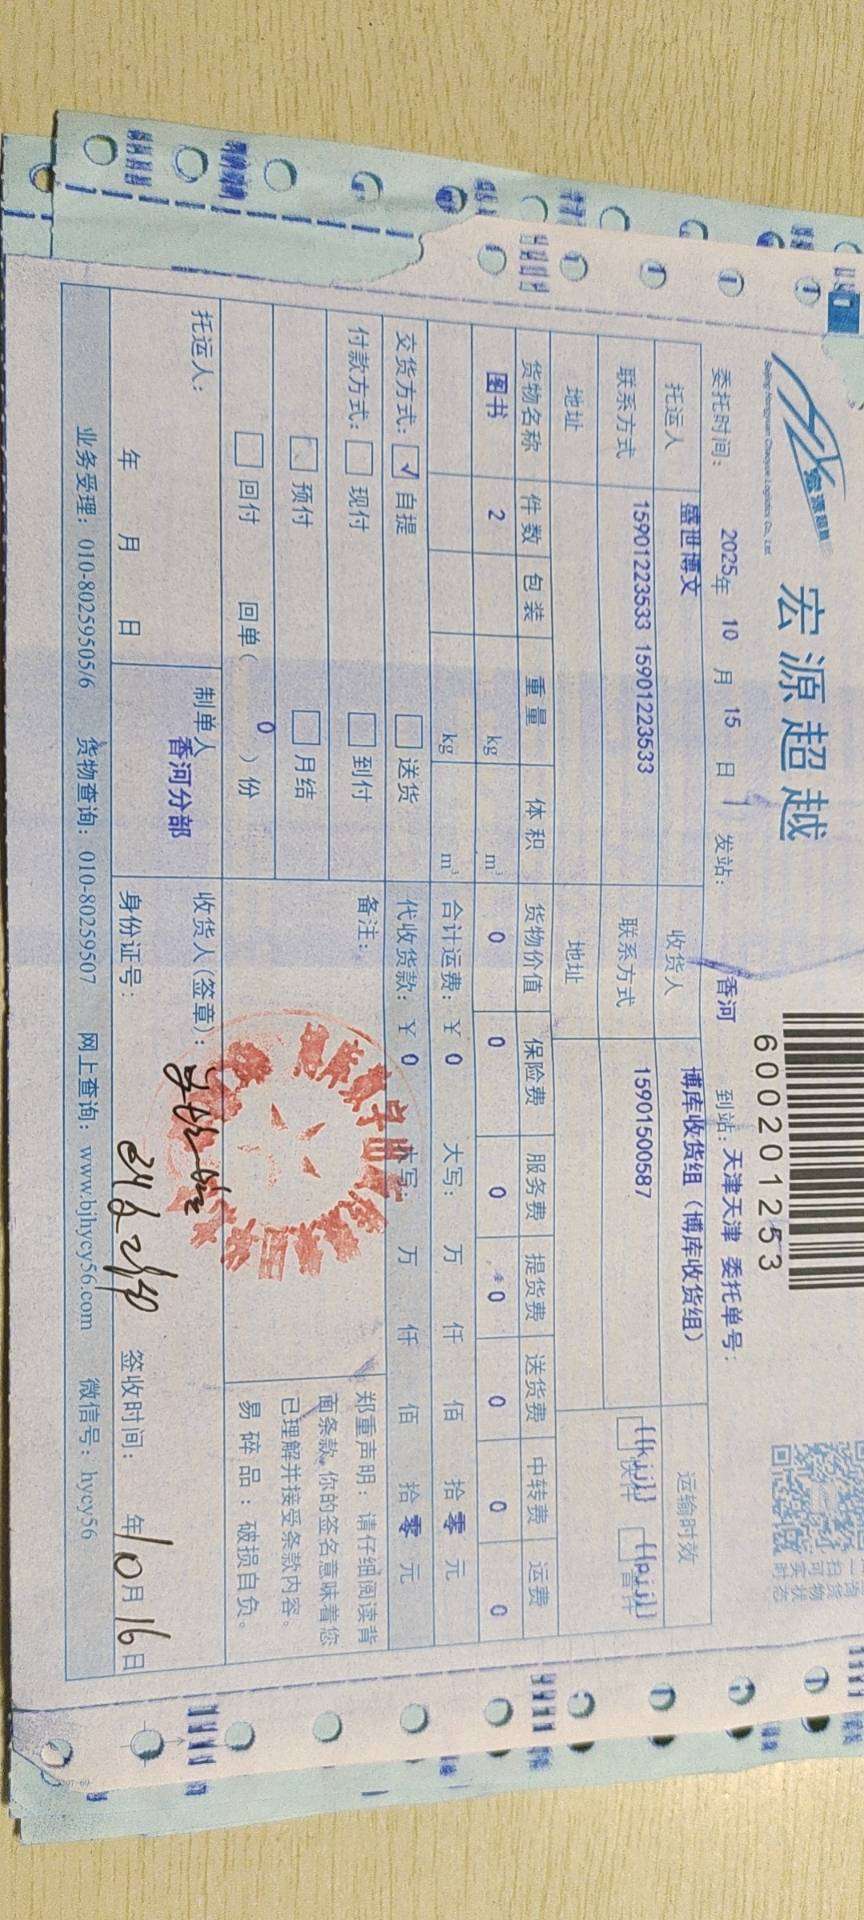 宏源超越
Beijing Hongyuan Chaoyue Logistics Co., Ltd.
600201253
委托时间: 2025年 10 月 15 日 发站: 香河 到站: 天津天津 委托单号:
托运人 盛世博文 收货人 博库收货组（博库收货组） 运输时效
联系方式 15901223533 15901223533 联系方式 15901500587
地址 地址
货物名称 件数 包装 重量 体积 货物价值 保险费 服务费 提货费 送货费 中转费 运费
图书 2 kg m³ 0 0 0 0 0 0 0
kg m³ 合计运费: ¥ 0 大写: 万 仟 佰 拾 零 元
交货方式: ✓ 自提 送货 代收货款: ¥ 0 大写: 万 仟 佰 拾 零 元
付款方式: 现付 到付 备注:
预付 月结
回付 回单( 0 )份
郑重声明: 请仔细阅读背
面条款,你的签名意味着您
已理解并接受条款内容。
易碎品: 破损自负。
托运人: 制单人 香河分部 收货人(签章):
年 月 日 身份证号: 签收时间: 年10月16日
业务受理: 010-80259505/6 货物查询: 010-80259507 网上查询: www.bjhycy56.com 微信号: hycy56